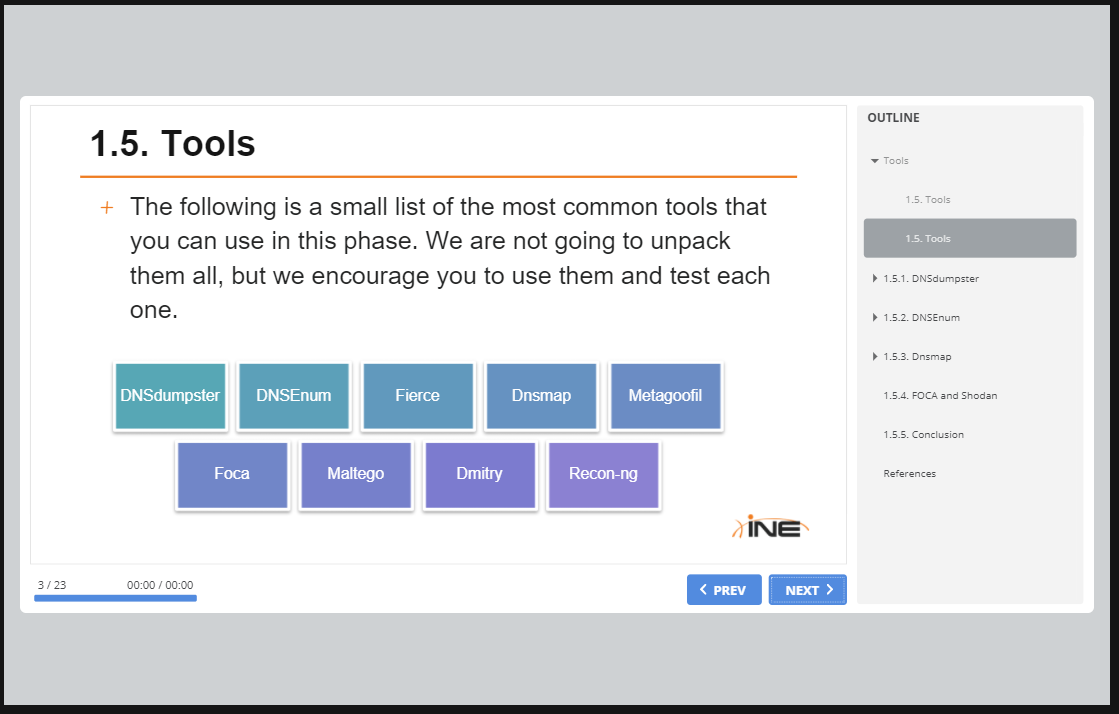 1.5. Tools
+ The following is a small list of the most common tools that
you can use in this phase. We are not going to unpack
them all, but we encourage you to use them and test each
one.
DNSdumpster
DNSEnum
Fierce
Dnsmap
Metagoofil
Foca
Maltego
Dmitry
Recon-ng
iNE
3 / 23
00:00 / 00:00
PREV
NEXT
OUTLINE
Tools
1.5. Tools
1.5. Tools
1.5.1. DNSdumpster
1.5.2. DNSEnum
1.5.3. Dnsmap
1.5.4. FOCA and Shodan
1.5.5. Conclusion
References